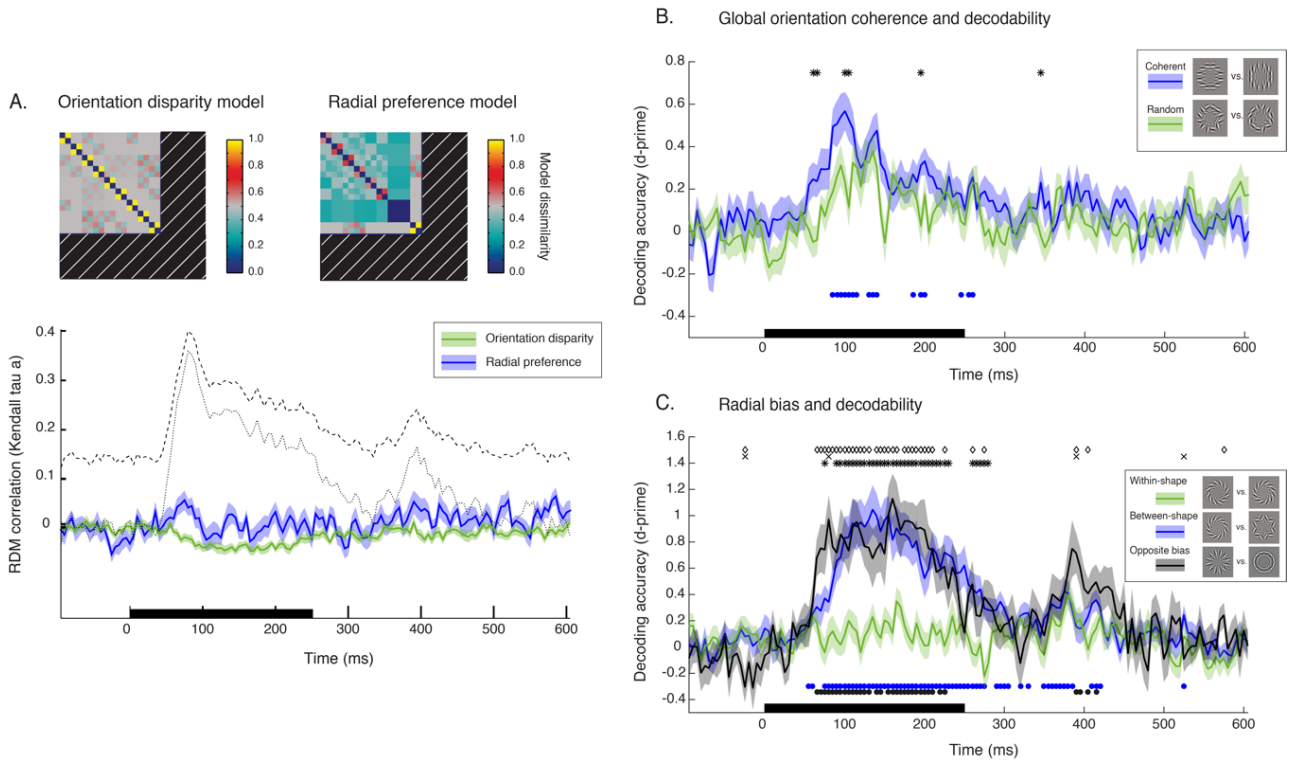 A.
Orientation disparity model
Radial preference model
1.0
0.8
0.6
0.4
0.2
0.0
1.0
0.8
0.6
0.4
0.2
0.0
Model dissimilarity
0.4
0.3
0.2
0.1
0
RDM correlation (Kendall tau a)
Orientation disparity
Radial preference
0
100
200
300
400
500
600
Time (ms)
B.
Global orientation coherence and decodability
0.8
0.6
0.4
0.2
0
-0.2
-0.4
Decoding accuracy (d-prime)
Coherent
vs.
Random
vs.
0
100
200
300
400
500
600
Time (ms)
C.
Radial bias and decodability
1.6
1.4
1.2
1
0.8
0.6
0.4
0.2
0
-0.2
-0.4
Decoding accuracy (d-prime)
Within-shape
vs.
Between-shape
vs.
Opposite bias
vs.
0
100
200
300
400
500
600
Time (ms)